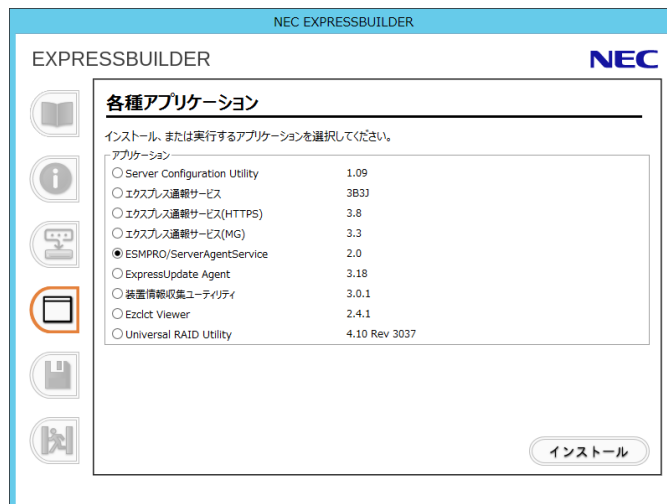 NEC EXPRESSBUILDER
EXPRESSBUILDER
NEC
各種アプリケーション
インストール、または実行するアプリケーションを選択してください。
アプリケーション
Server Configuration Utility 1.09
エクスプレス通報サービス 3B3J
エクスプレス通報サービス(HTTPS) 3.8
エクスプレス通報サービス(MG) 3.3
ESMPRO/ServerAgentService 2.0
ExpressUpdate Agent 3.18
装置情報収集ユーティリティ 3.0.1
Ezclct Viewer 2.4.1
Universal RAID Utility 4.10 Rev 3037
インストール